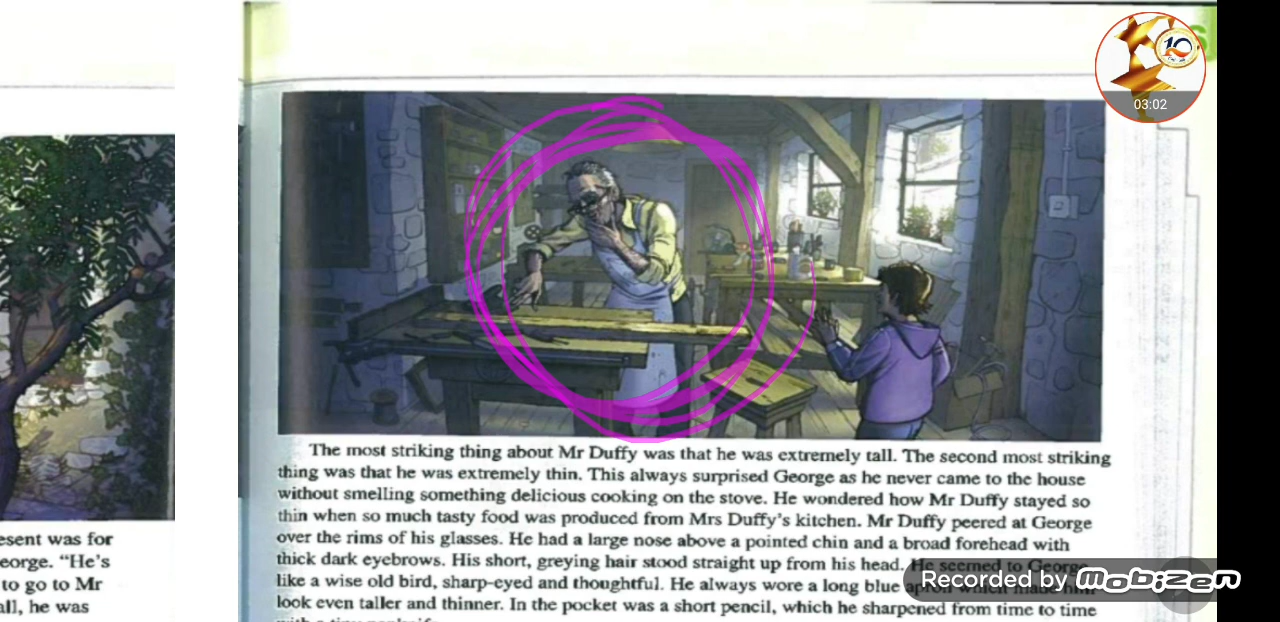 esent was for
eorge. "He's
to go to Mr
all, he was
The most striking thing about Mr Duffy was that he was extremely tall. The second most striking
thing was that he was extremely thin. This always surprised George as he never came to the house
without smelling something delicious cooking on the stove. He wondered how Mr Duffy stayed so
thin when so much tasty food was produced from Mrs Duffy's kitchen. Mr Duffy peered at George
over the rims of his glasses. He had a large nose above a pointed chin and a broad forehead with
thick dark eyebrows. His short, greying hair stood straight up from his head. He seemed to George
like a wise old bird, sharp-eyed and thoughtful. He always wore a long blue apron which made him
look even taller and thinner. In the pocket was a short pencil, which he sharpened from time to time
10
03:02
Recorded by Mobizen